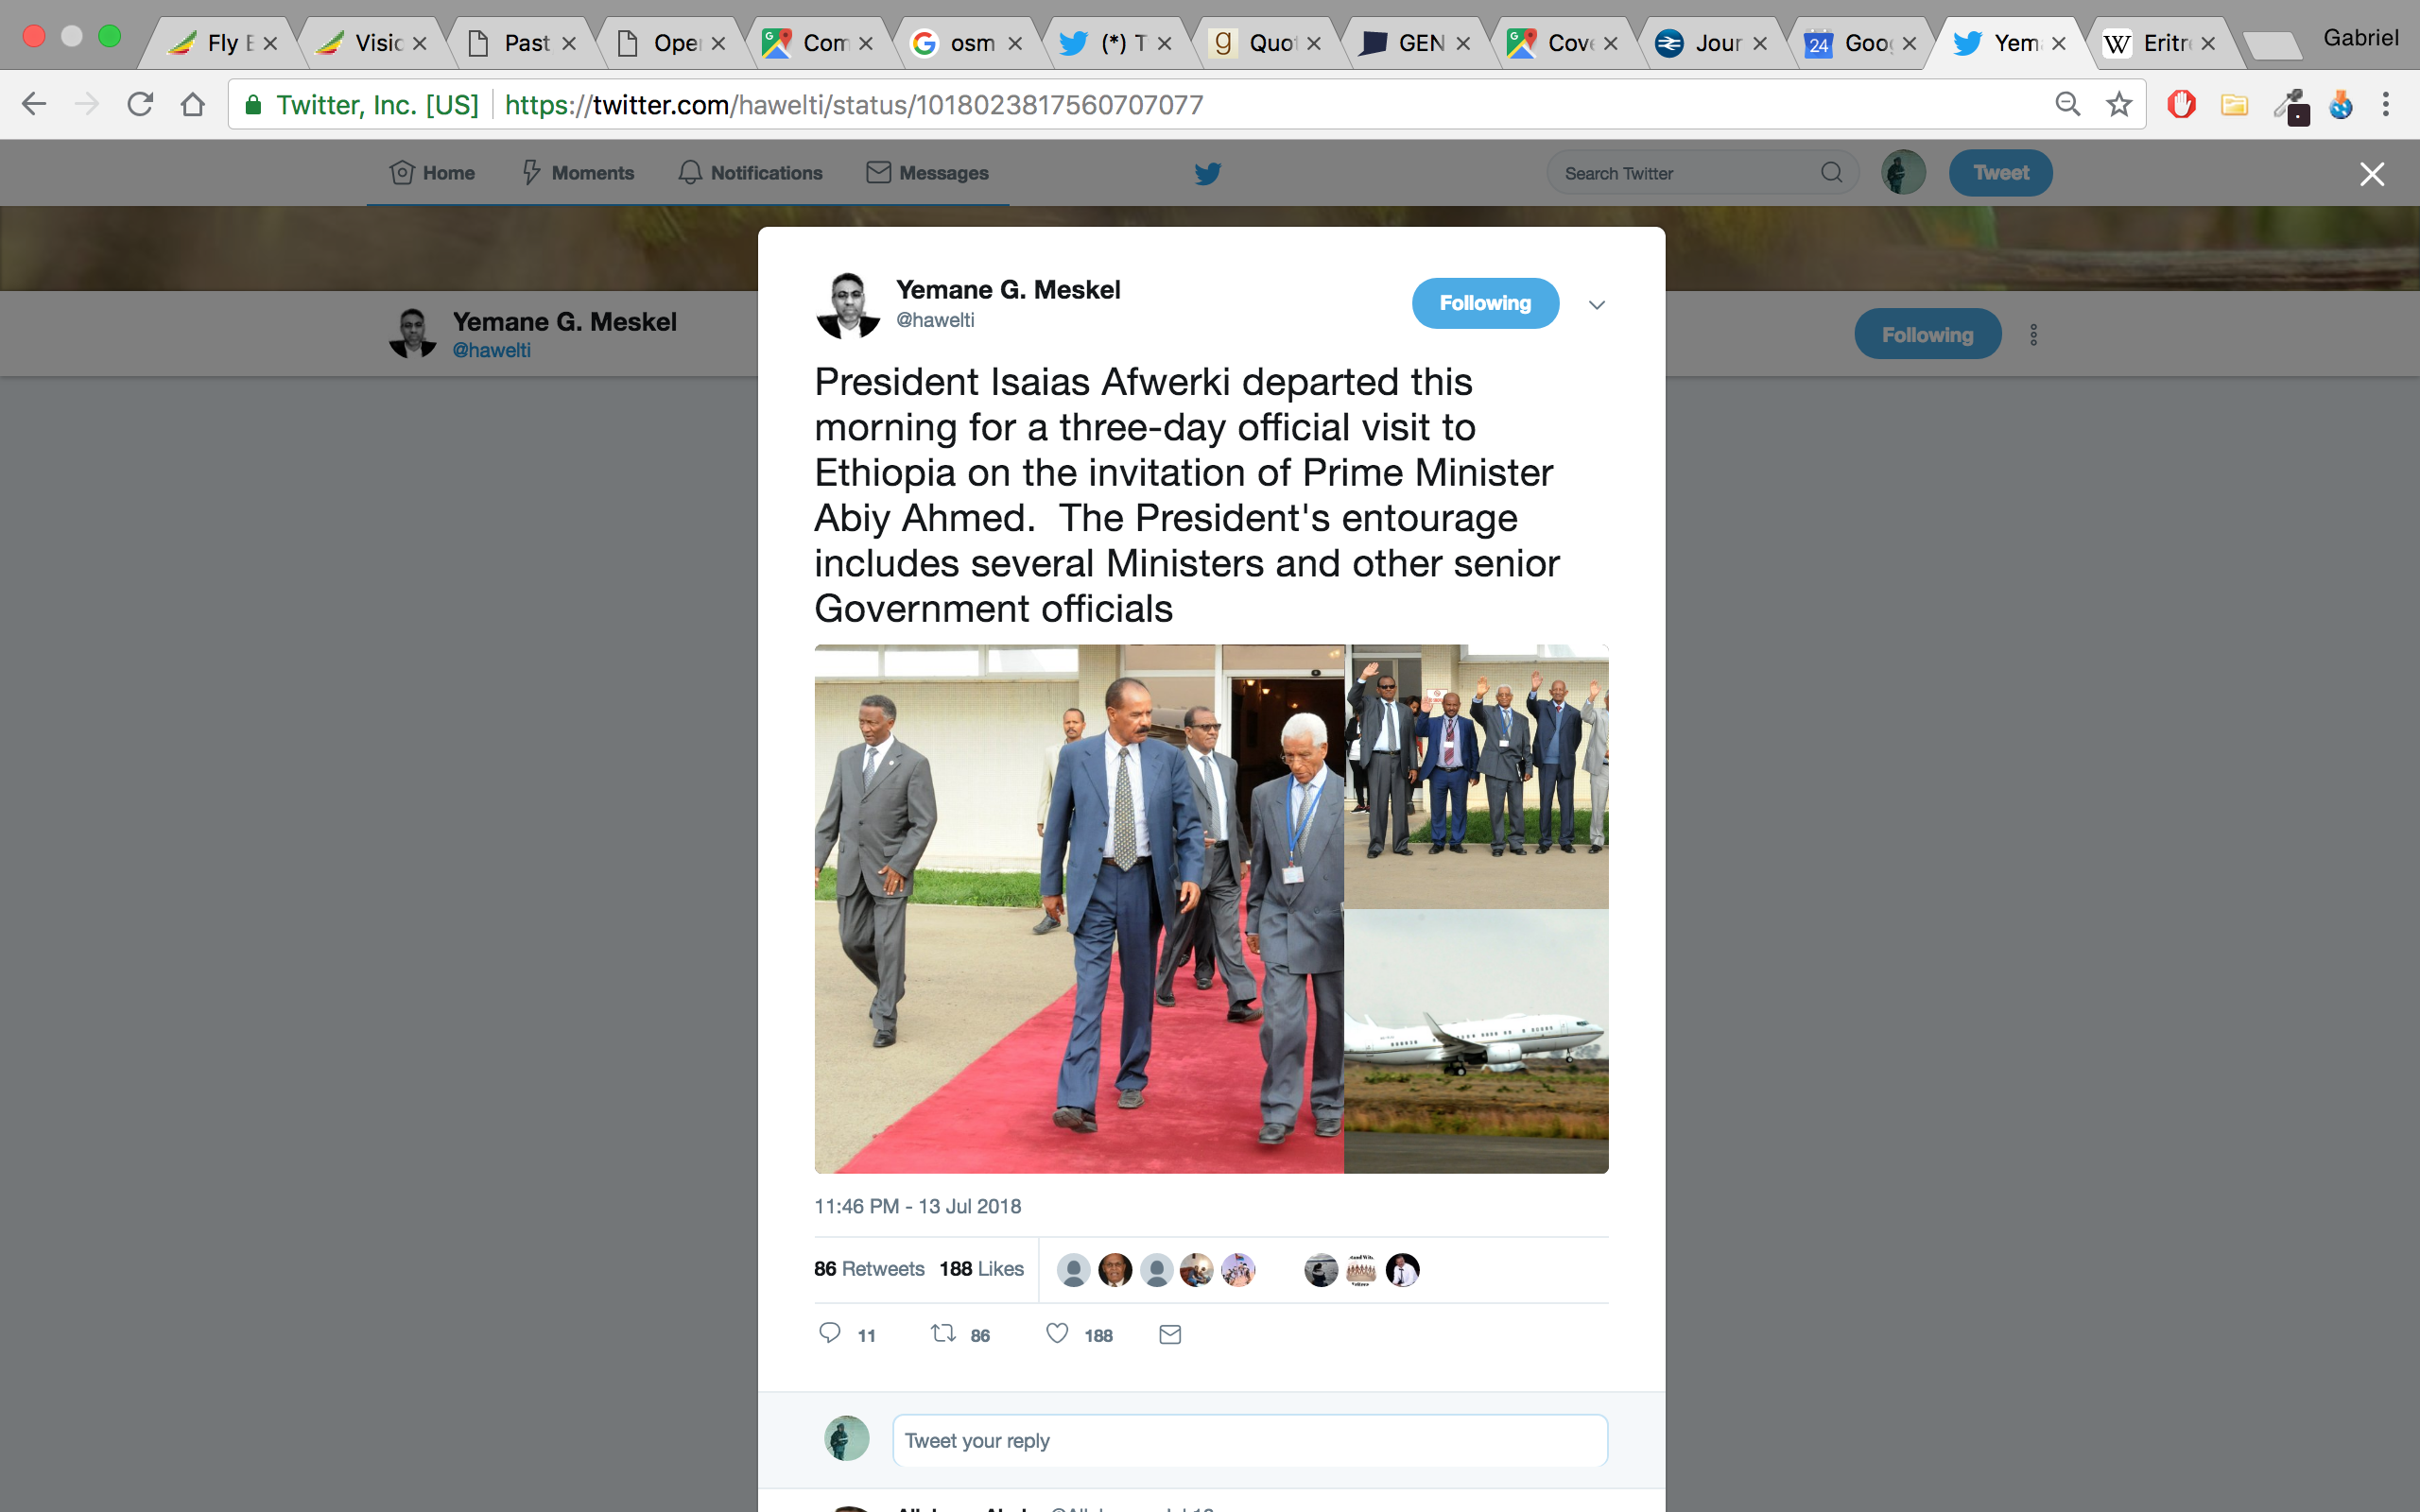 Fly E
Visic
Past
Ope
Com
osm
(*) T
Quot
GEN
Cove
Jour
24
Goog
Yem
Eritre
Gabriel
Twitter, Inc. [US]
https://twitter.com/hawelti/status/1018023817560707077
Home
Moments
Notifications
Messages
Search Twitter
Tweet
Yemane G. Meskel
@hawelti
Following
Yemane G. Meskel
@hawelti
Following
President Isaias Afwerki departed this
morning for a three-day official visit to
Ethiopia on the invitation of Prime Minister
Abiy Ahmed.  The President's entourage
includes several Ministers and other senior
Government officials
11:46 PM - 13 Jul 2018
86 Retweets 188 Likes
11
86
188
Tweet your reply